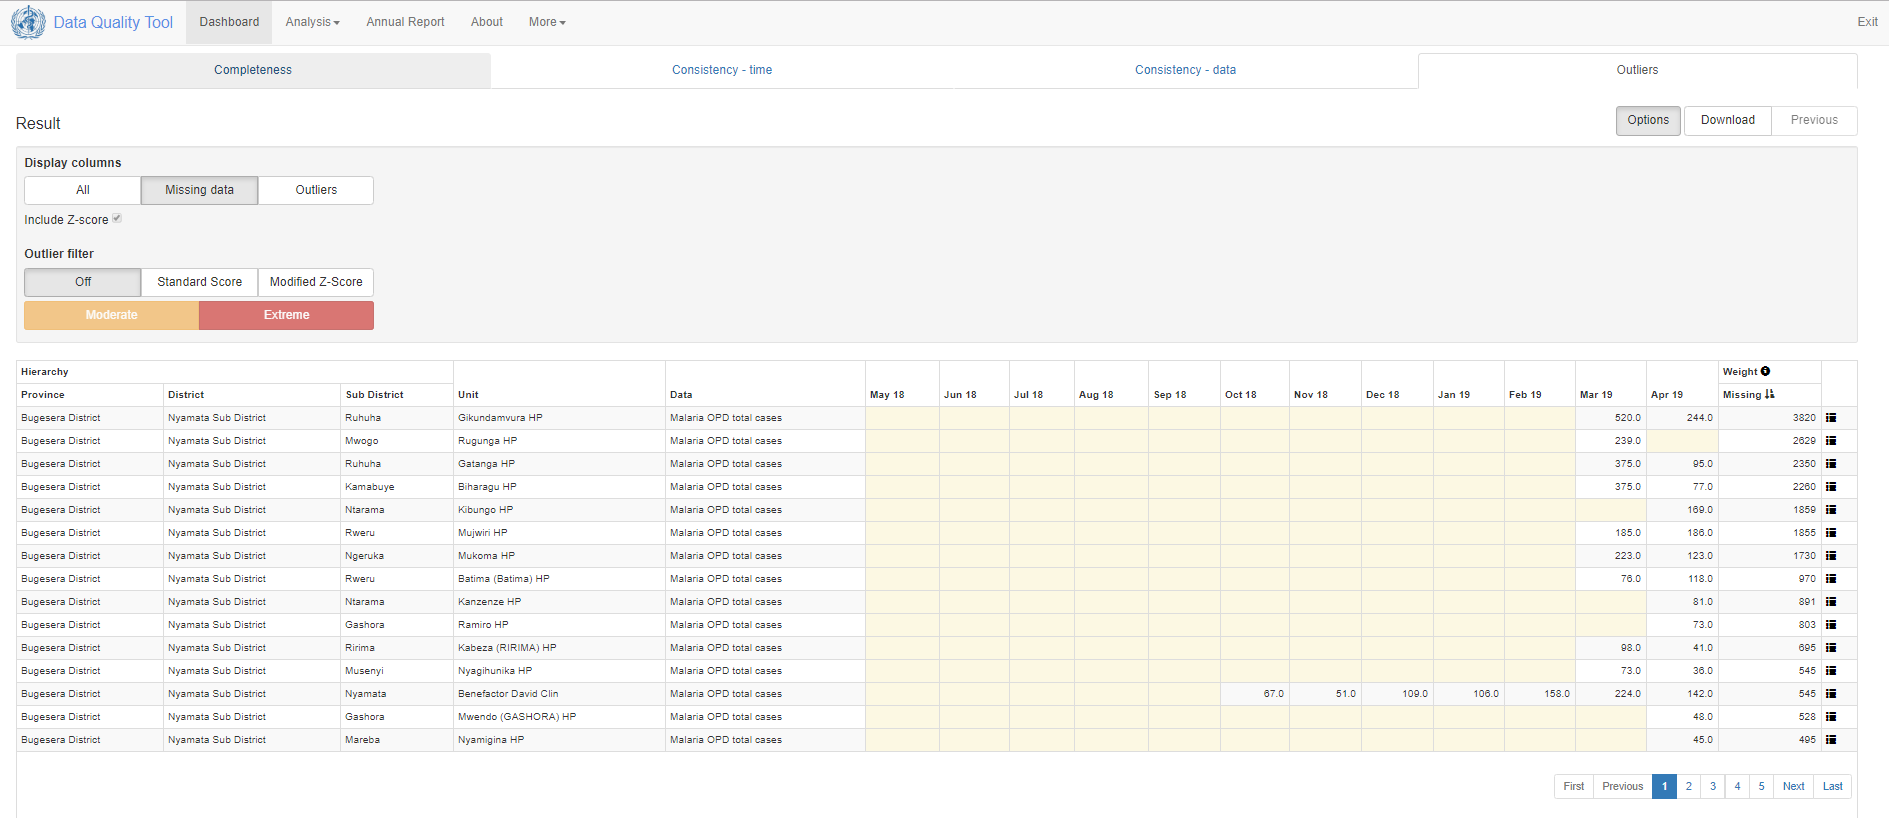 Data Quality Tool Dashboard Analysis Annual Report About More Exit
Completeness Consistency - time Consistency - data Outliers
Result Options Download Previous
Display columns
All Missing data Outliers
Include Z-score
Outlier filter
Off Standard Score Modified Z-Score
Moderate Extreme
Hierarchy Weight
Province District Sub District Unit Data May 18 Jun 18 Jul 18 Aug 18 Sep 18 Oct 18 Nov 18 Dec 18 Jan 19 Feb 19 Mar 19 Apr 19 Missing
Bugesera District Nyamata Sub District Ruhuha Gikundamvura HP Malaria OPD total cases 520.0 244.0 3820
Bugesera District Nyamata Sub District Mwogo Rugunga HP Malaria OPD total cases 239.0 2629
Bugesera District Nyamata Sub District Ruhuha Gatanga HP Malaria OPD total cases 375.0 95.0 2350
Bugesera District Nyamata Sub District Kamabuye Biharagu HP Malaria OPD total cases 375.0 77.0 2260
Bugesera District Nyamata Sub District Ntarama Kibungo HP Malaria OPD total cases 169.0 1859
Bugesera District Nyamata Sub District Rweru Mujwiri HP Malaria OPD total cases 185.0 186.0 1855
Bugesera District Nyamata Sub District Ngeruka Mukoma HP Malaria OPD total cases 223.0 123.0 1730
Bugesera District Nyamata Sub District Rweru Batima (Batima) HP Malaria OPD total cases 76.0 118.0 970
Bugesera District Nyamata Sub District Ntarama Kanzenze HP Malaria OPD total cases 81.0 891
Bugesera District Nyamata Sub District Gashora Ramiro HP Malaria OPD total cases 73.0 803
Bugesera District Nyamata Sub District Ririma Kabeza (RIRIMA) HP Malaria OPD total cases 98.0 41.0 695
Bugesera District Nyamata Sub District Musenyi Nyagihunika HP Malaria OPD total cases 73.0 36.0 545
Bugesera District Nyamata Sub District Nyamata Benefactor David Clin Malaria OPD total cases 67.0 51.0 109.0 106.0 158.0 224.0 142.0 545
Bugesera District Nyamata Sub District Gashora Mwendo (GASHORA) HP Malaria OPD total cases 48.0 528
Bugesera District Nyamata Sub District Mareba Nyamigina HP Malaria OPD total cases 45.0 495
First Previous 1 2 3 4 5 Next Last